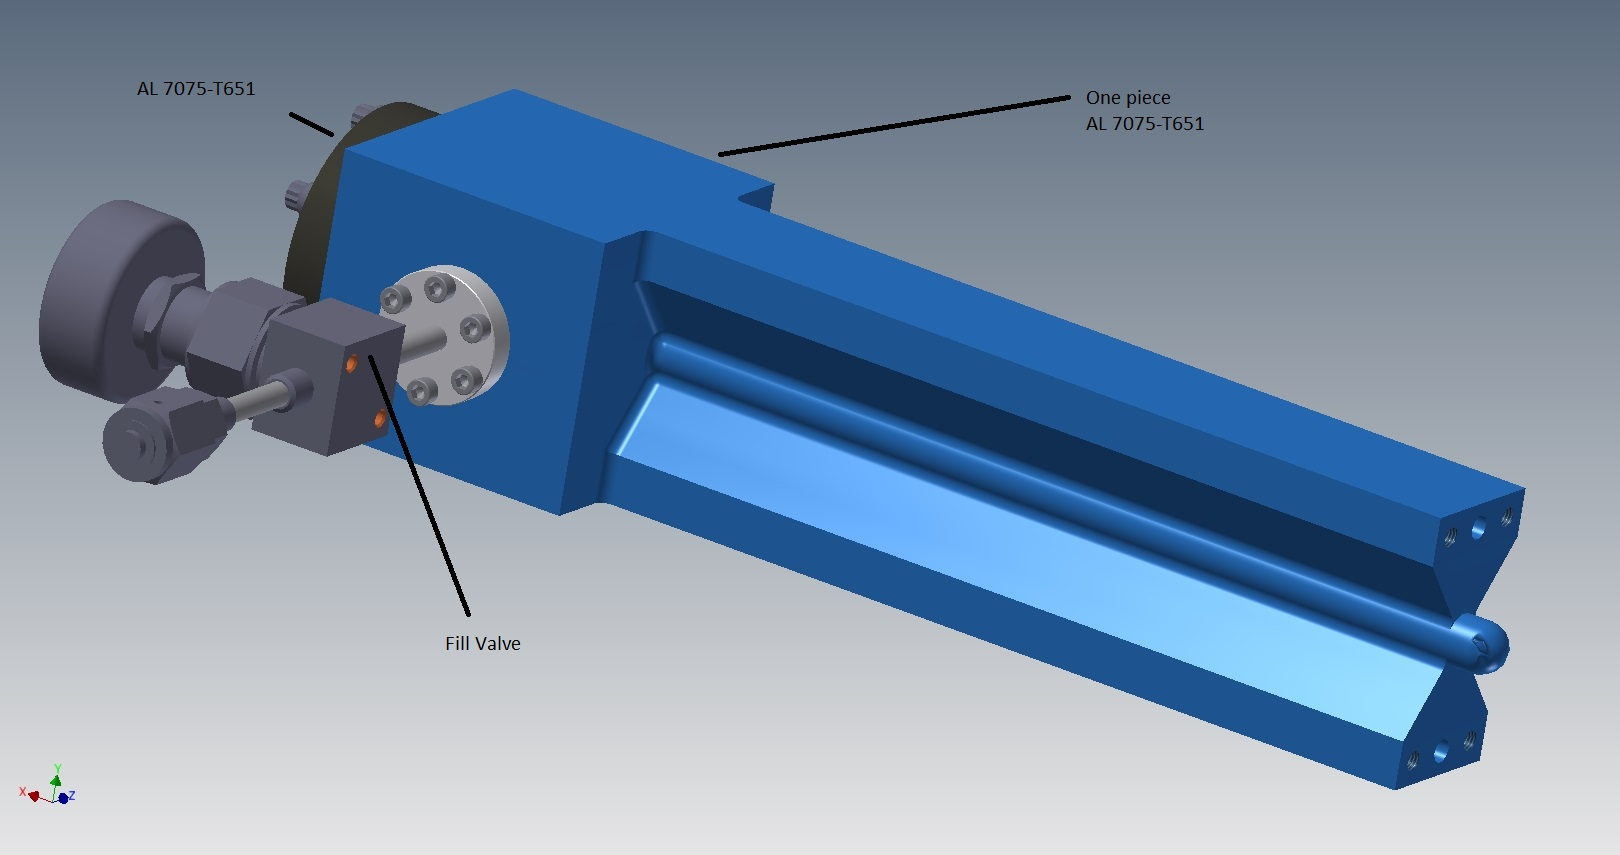 AL 7075-T651
One piece
AL 7075-T651
Fill Valve
Y
X
Z